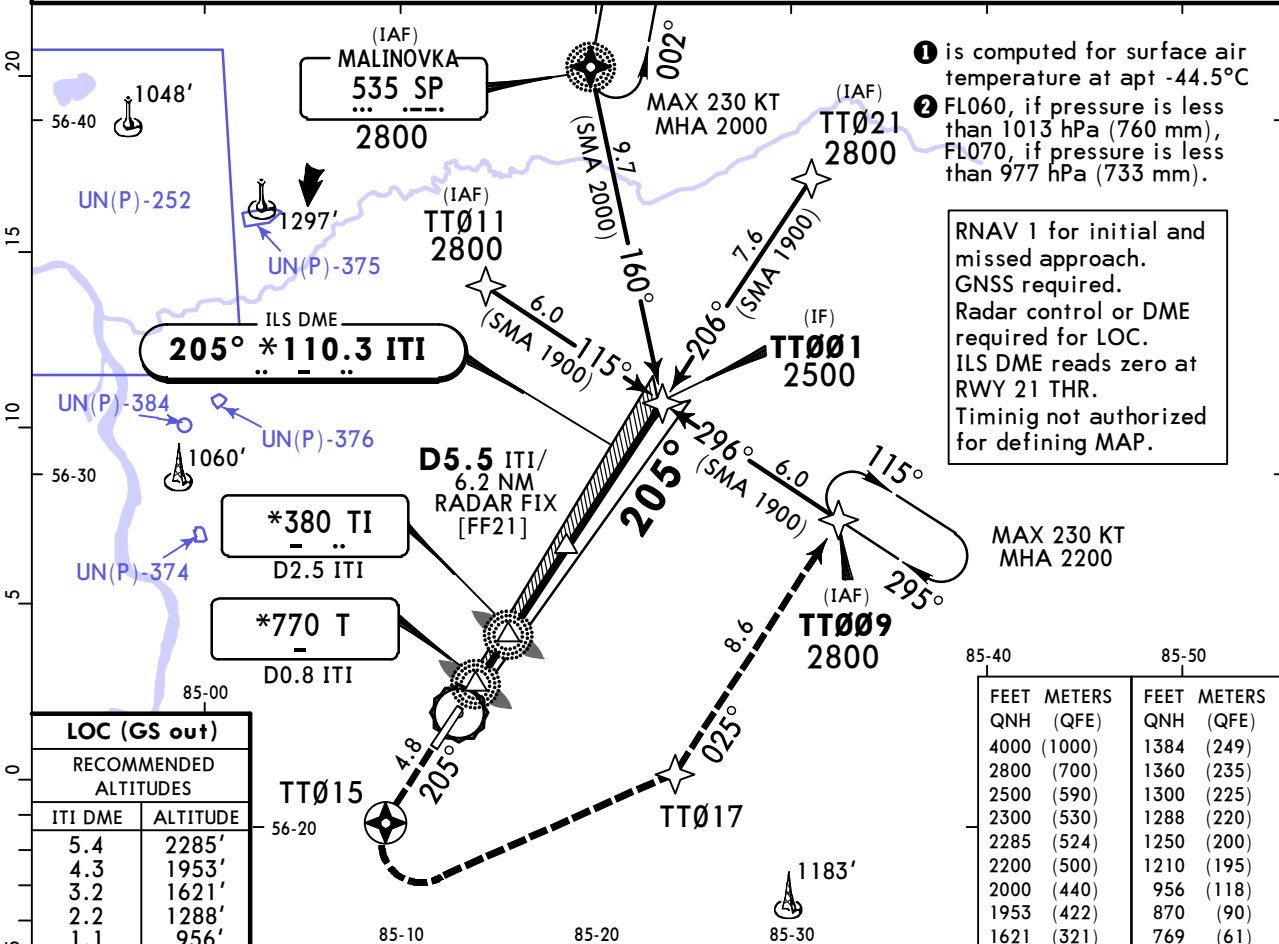 (IAF)
MALINOVKA
535 SP
2800
002°
MAX 230 KT
MHA 2000
(IAF)
TTØ21
2800
❶ is computed for surface air
temperature at apt -44.5°C
❷ FL060, if pressure is less
than 1013 hPa (760 mm),
FL070, if pressure is less
than 977 hPa (733 mm).
RNAV 1 for initial and
missed approach.
GNSS required.
Radar control or DME
required for LOC.
ILS DME reads zero at
RWY 21 THR.
Timinig not authorized
for defining MAP.
20
15
10
5
0
56-40
56-30
56-20
1048'
UN(P)-252
1297'
UN(P)-375
(IAF)
TTØ11
2800
9.7
(SMA 2000)
160°
7.6
(SMA 1900)
206°
6.0
(SMA 1900)
115°
ILS DME
205° *110.3 ITI
(IF)
TTØØ1
2500
UN(P)-384
UN(P)-376
1060'
UN(P)-374
D5.5 ITI/
6.2 NM
RADAR FIX
[FF21]
205°
296°
6.0
(SMA 1900)
115°
295°
MAX 230 KT
MHA 2200
(IAF)
TTØØ9
2800
*380 TI
D2.5 ITI
*770 T
D0.8 ITI
8.6
025°
TTØ17
4.8
205°
TTØ15
1183'
85-00
85-10
85-20
85-30
85-40
85-50
LOC (GS out)
RECOMMENDED
ALTITUDES
ITI DME ALTITUDE
5.4 2285'
4.3 1953'
3.2 1621'
2.2 1288'
1.1 956'
FEET METERS FEET METERS
QNH (QFE) QNH (QFE)
4000 (1000) 1384 (249)
2800 (700) 1360 (235)
2500 (590) 1300 (225)
2300 (530) 1288 (220)
2285 (524) 1250 (200)
2200 (500) 1210 (195)
2000 (440) 956 (118)
1953 (422) 870 (90)
1621 (321) 769 (61)